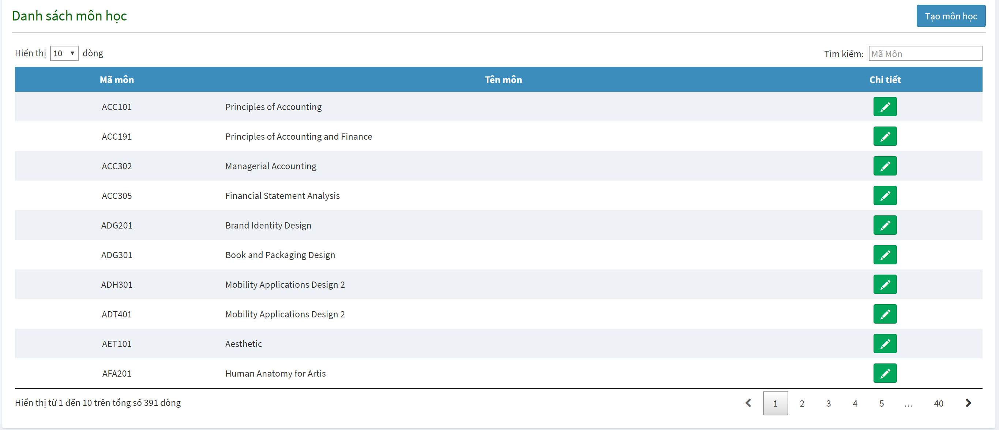 Danh sách môn học
Tạo môn học
Hiển thị 10 dòng
Tìm kiếm: Mã Môn
Mã môn Tên môn Chi tiết
ACC101 Principles of Accounting
ACC191 Principles of Accounting and Finance
ACC302 Managerial Accounting
ACC305 Financial Statement Analysis
ADG201 Brand Identity Design
ADG301 Book and Packaging Design
ADH301 Mobility Applications Design 2
ADT401 Mobility Applications Design 2
AET101 Aesthetic
AFA201 Human Anatomy for Artis
Hiển thị từ 1 đến 10 trên tổng số 391 dòng
1 2 3 4 5 ... 40